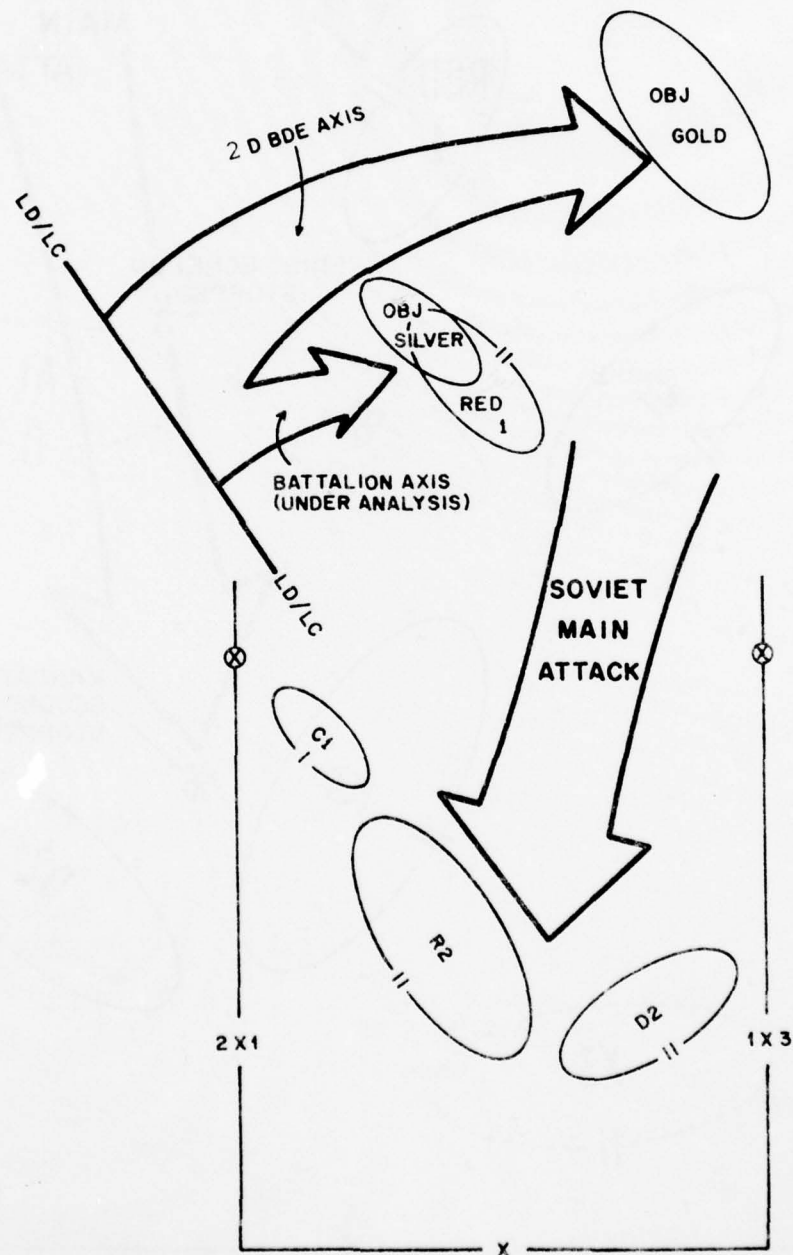 OBJ
GOLD
2 D BDE AXIS
LD/LC
OBJ
SILVER
II
RED
1
BATTALION AXIS
(UNDER ANALYSIS)
LD/LC
SOVIET
MAIN
ATTACK
X
X
C1
I
R2
II
D2
II
2 X 1
1 X 3
X